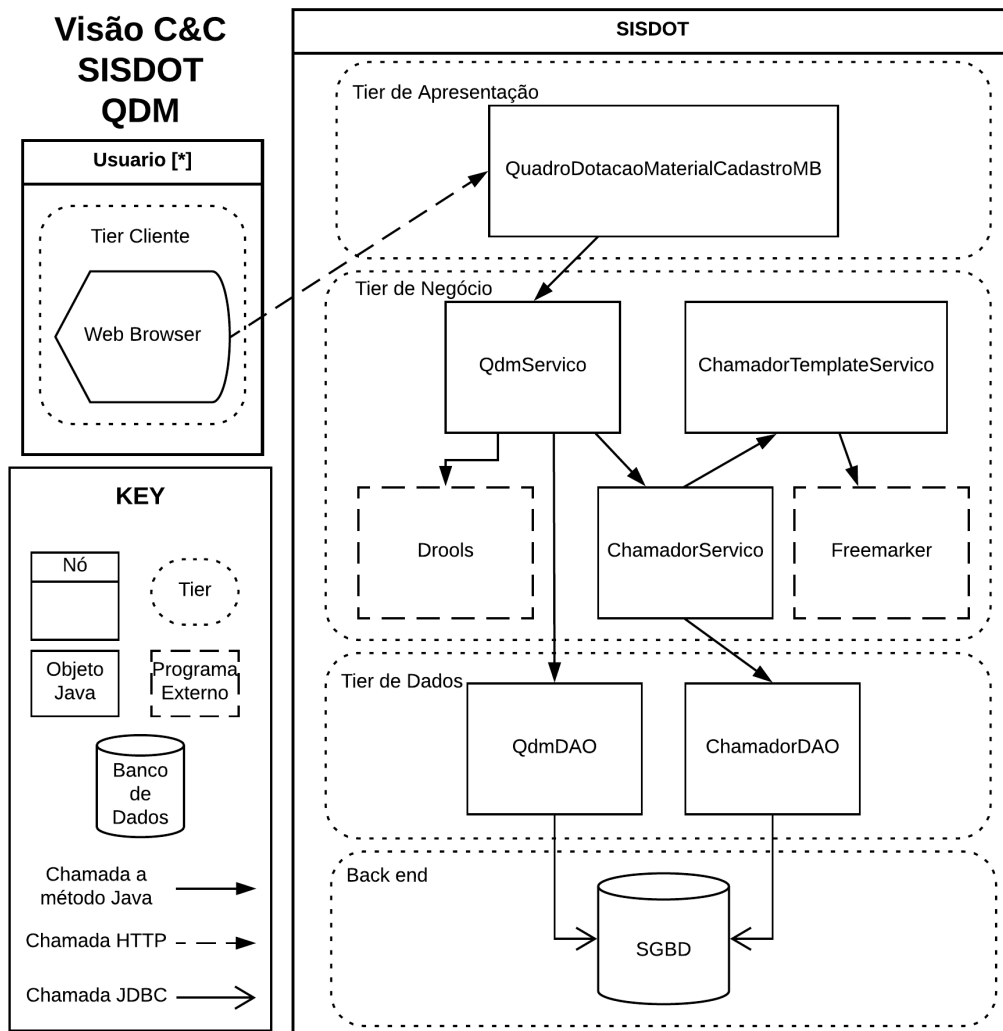 Visão C&C
SISDOT
QDM
Usuario [*]
Tier Cliente
Web Browser
KEY
Nó
Tier
Objeto
Java
Programa
Externo
Banco
de
Dados
Chamada a
método Java
Chamada HTTP
Chamada JDBC
SISDOT
Tier de Apresentação
QuadroDotacaoMaterialCadastroMB
Tier de Negócio
QdmServico
ChamadorTemplateServico
Drools
ChamadorServico
Freemarker
Tier de Dados
QdmDAO
ChamadorDAO
Back end
SGBD